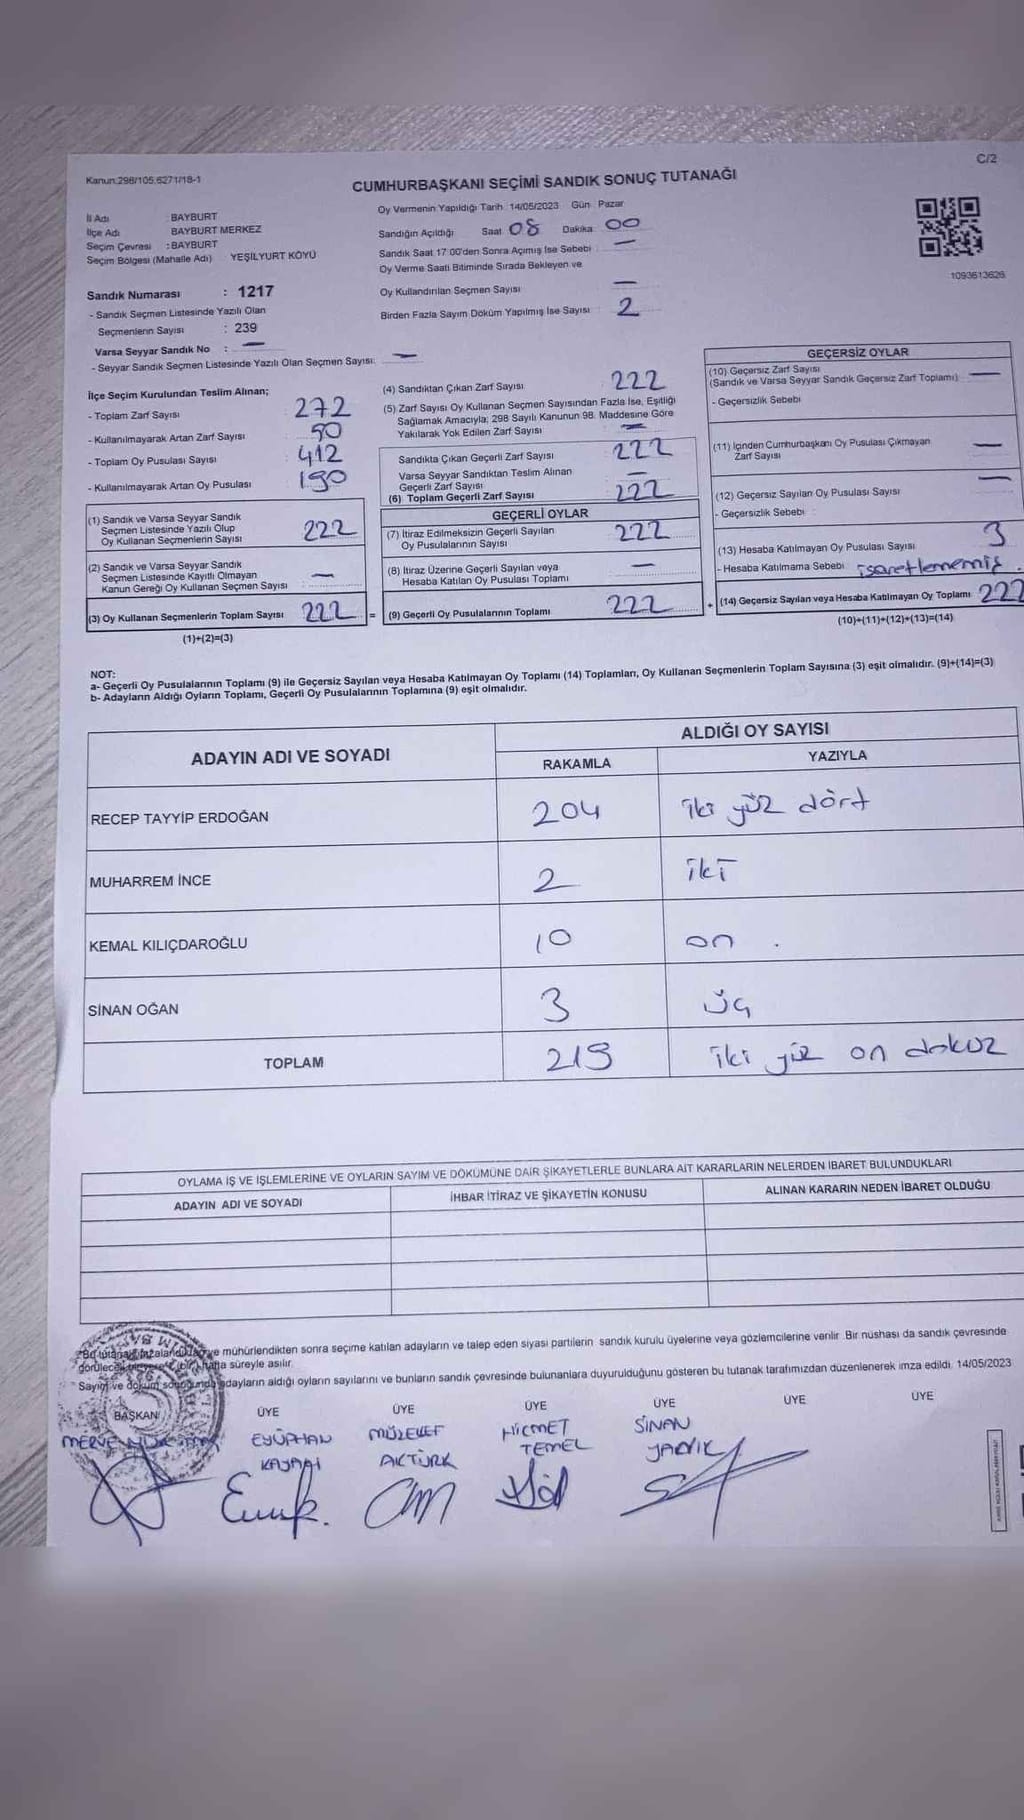 Kanun:298/105,6271/18-1
C/2
CUMHURBAŞKANI SEÇİMİ SANDIK SONUÇ TUTANAĞI
İl Adı BAYBURT
İlçe Adı BAYBURT MERKEZ
Seçim Çevresi : BAYBURT
Seçim Bölgesi (Mahalle Adı) YEŞİLYURT KÖYÜ
Oy Vermenin Yapıldığı Tarih 14/05/2023 Gün Pazar
Sandığın Açıldığı Saat 08 Dakika 00
Sandık Saat 17:00'den Sonra Açımış İse Sebebi : —
Oy Verme Saati Bitiminde Sırada Bekleyen ve
Oy Kullandırılan Seçmen Sayısı —
Birden Fazla Sayım Döküm Yapılmış İse Sayısı : 2
1093613626
Sandık Numarası : 1217
- Sandık Seçmen Listesinde Yazılı Olan
Seçmenlerin Sayısı : 239
Varsa Seyyar Sandık No : —
- Seyyar Sandık Seçmen Listesinde Yazılı Olan Seçmen Sayısı: —
İlçe Seçim Kurulundan Teslim Alınan;
- Toplam Zarf Sayısı 272
- Kullanılmayarak Artan Zarf Sayısı 50
- Toplam Oy Pusulası Sayısı 412
- Kullanılmayarak Artan Oy Pusulası 190
(1) Sandık ve Varsa Seyyar Sandık
Seçmen Listesinde Yazılı Olup
Oy Kullanan Seçmenlerin Sayısı 222
(2) Sandık ve Varsa Seyyar Sandık
Seçmen Listesinde Kayıtlı Olmayan
Kanun Gereği Oy Kullanan Seçmen Sayısı —
(3) Oy Kullanan Seçmenlerin Toplam Sayısı 222 =
(1)+(2)=(3)
(4) Sandıktan Çıkan Zarf Sayısı 222
(5) Zarf Sayısı Oy Kullanan Seçmen Sayısından Fazla İse, Eşitliği
Sağlamak Amacıyla; 298 Sayılı Kanunun 98. Maddesine Göre
Yakılarak Yok Edilen Zarf Sayısı —
Sandıkta Çıkan Geçerli Zarf Sayısı 222
Varsa Seyyar Sandıktan Teslim Alınan
Geçerli Zarf Sayısı —
(6) Toplam Geçerli Zarf Sayısı 222
GEÇERLİ OYLAR
(7) İtiraz Edilmeksizin Geçerli Sayılan
Oy Pusulalarının Sayısı 222
(8) İtiraz Üzerine Geçerli Sayılan veya
Hesaba Katılan Oy Pusulası Toplamı —
(9) Geçerli Oy Pusulalarının Toplamı 222 +
GEÇERSİZ OYLAR
(10) Geçersiz Zarf Sayısı
(Sandık ve Varsa Seyyar Sandık Geçersiz Zarf Toplamı) —
- Geçersizlik Sebebi
(11) İçinden Cumhurbaşkanı Oy Pusulası Çıkmayan
Zarf Sayısı —
(12) Geçersiz Sayılan Oy Pusulası Sayısı —
- Geçersizlik Sebebi :
(13) Hesaba Katılmayan Oy Pusulası Sayısı 3
- Hesaba Katılmama Sebebi işaretlenemiş.
(14) Geçersiz Sayılan veya Hesaba Katılmayan Oy Toplamı 222
(10)+(11)+(12)+(13)=(14)
NOT:
a- Geçerli Oy Pusulalarının Toplamı (9) ile Geçersiz Sayılan veya Hesaba Katılmayan Oy Toplamı (14) Toplamları, Oy Kullanan Seçmenlerin Toplam Sayısına (3) eşit olmalıdır. (9)+(14)=(3)
b- Adayların Aldığı Oyların Toplamı, Geçerli Oy Pusulalarının Toplamına (9) eşit olmalıdır.
ADAYIN ADI VE SOYADI
ALDIĞI OY SAYISI
RAKAMLA YAZIYLA
RECEP TAYYİP ERDOĞAN 204 iki yüz dört
MUHARREM İNCE 2 iki
KEMAL KILIÇDAROĞLU 10 on .
SİNAN OĞAN 3 üç
TOPLAM 219 iki yüz on dokuz
OYLAMA İŞ VE İŞLEMLERİNE VE OYLARIN SAYIM VE DÖKÜMÜNE DAİR ŞİKAYETLERLE BUNLARA AİT KARARLARIN NELERDEN İBARET BULUNDUKLARI
ADAYIN ADI VE SOYADI İHBAR İTİRAZ VE ŞİKAYETİN KONUSU ALINAN KARARIN NEDEN İBARET OLDUĞU
mühürlendikten sonra seçime katılan adayların ve talep eden siyasi partilerin sandık kurulu üyelerine veya gözlemcilerine verilir. Bir nüshası da sandık çevresinde
hafta süreyle asılır.
Sayım ve döküm sonoğunda adayların aldığı oyların sayılarını ve bunların sandık çevresinde bulunanlara duyurulduğunu gösteren bu tutanak tarafımızdan düzenlenerek imza edildi. 14/05/2023
BAŞKAN ÜYE ÜYE ÜYE ÜYE ÜYE ÜYE
MERVE EYÜPHAN MÜZEYYEF HİCMET SİNAN
AKTÜRK TEMEL